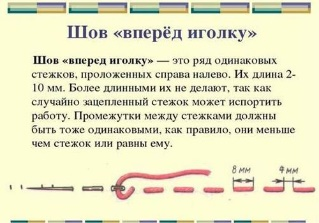 Шов «вперёд иголку»
Шов «вперед иголку» — это ряд одинаковых
стежков, проложенных справа налево. Их длина 2-
10 мм. Более длинными их не делают, так как
случайно зацепленный стежок может испортить
работу. Промежутки между стежками должны
быть тоже одинаковыми, как правило, они меньше
чем стежок или равны ему.
8 мм 4 мм